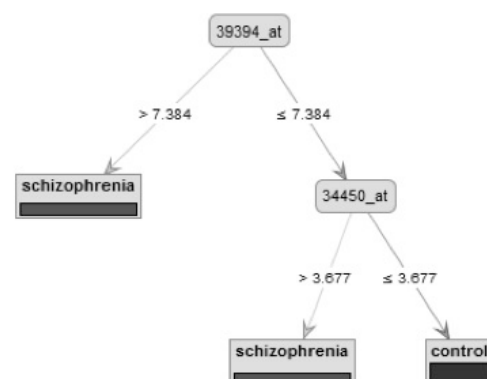 39394_at
> 7.384
≤ 7.384
schizophrenia
34450_at
> 3.677
≤ 3.677
schizophrenia
control